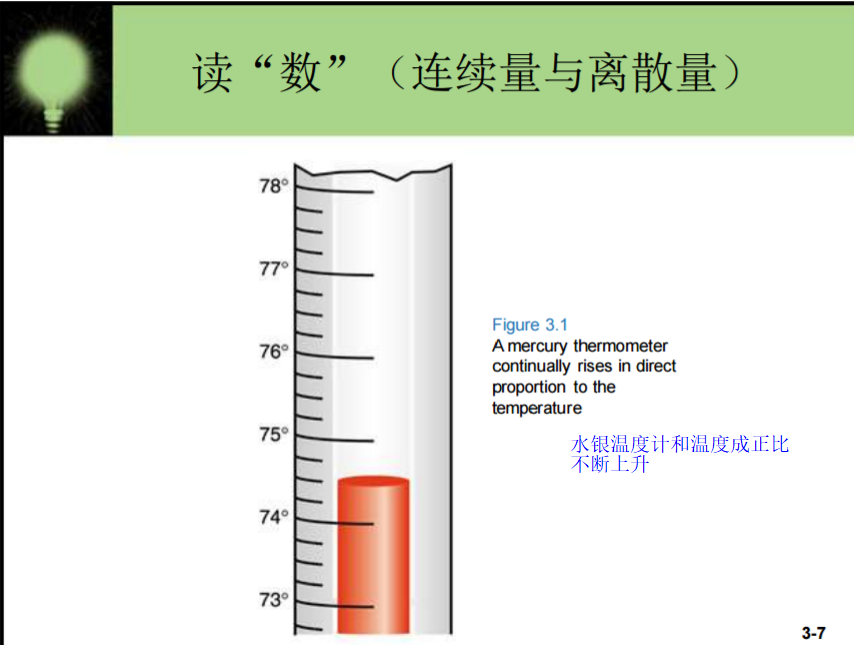 读“数”（连续量与离散量）
78°
77°
76°
75°
74°
73°
Figure 3.1
A mercury thermometer
continually rises in direct
proportion to the
temperature
水银温度计和温度成正比
不断上升
3-7